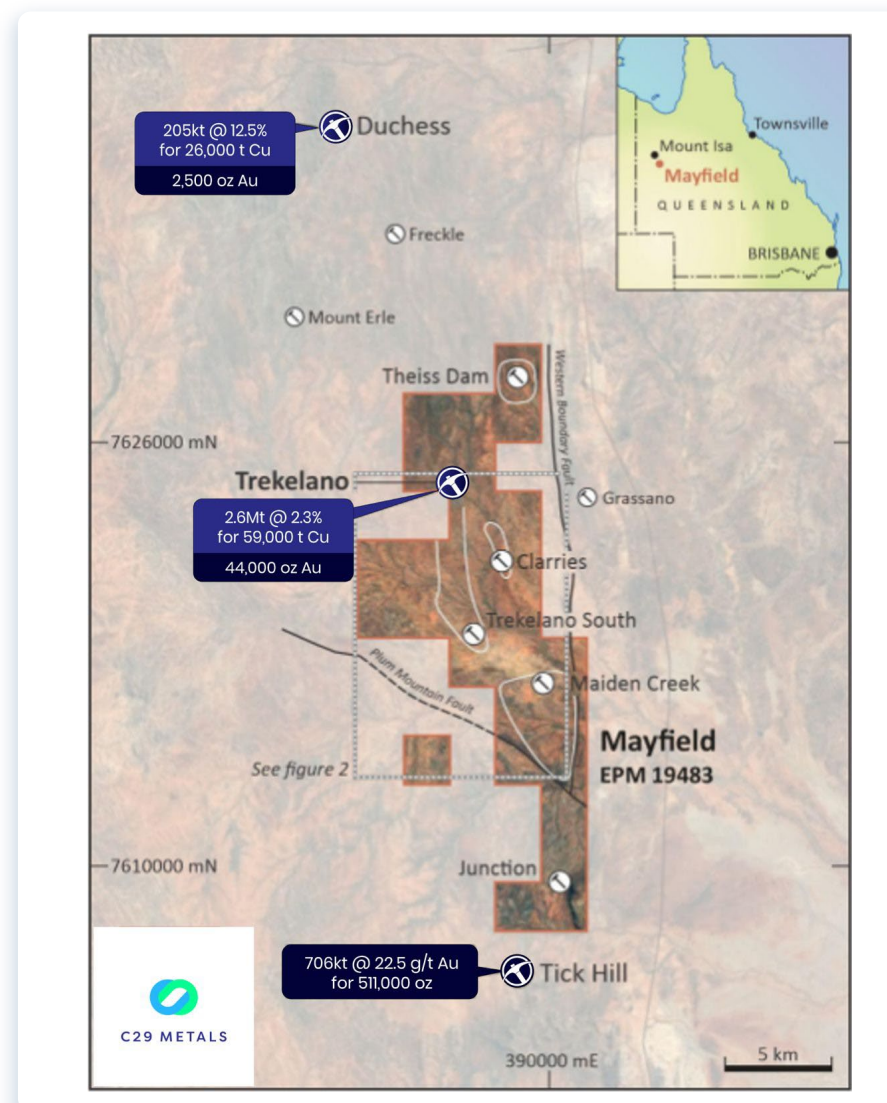 205kt @ 12.5%
for 26,000 t Cu
2,500 oz Au
Duchess
Freckle
Mount Erle
Townsville
Mount Isa
Mayfield
QUEENSLAND
BRISBANE
Theiss Dam
Western Boundary Fault
7626000 mN
Trekelano
2.6Mt @ 2.3%
for 59,000 t Cu
44,000 oz Au
Grassano
Clarries
Trekelano South
Plum Mountain Fault
Maiden Creek
Mayfield
EPM 19483
See figure 2
7610000 mN
Junction
706kt @ 22.5 g/t Au
for 511,000 oz
Tick Hill
C29 METALS
390000 mE
5 km